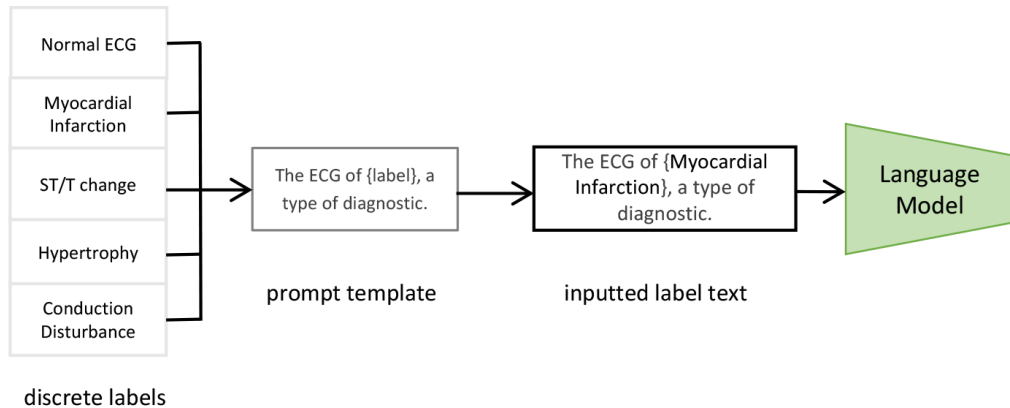 Normal ECG
Myocardial
Infarction
ST/T change
Hypertrophy
Conduction
Disturbance
discrete labels
The ECG of {label}, a
type of diagnostic.
prompt template
The ECG of {Myocardial
Infarction}, a type of
diagnostic.
inputted label text
Language
Model